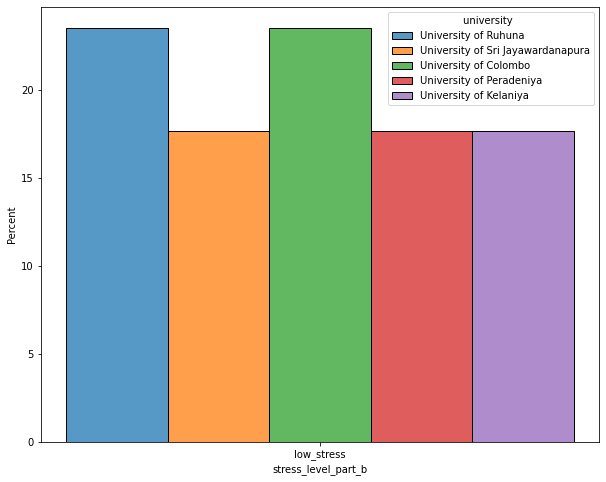 university
University of Ruhuna
University of Sri Jayawardanapura
University of Colombo
University of Peradeniya
University of Kelaniya
20
15
10
5
0
Percent
low_stress
stress_level_part_b